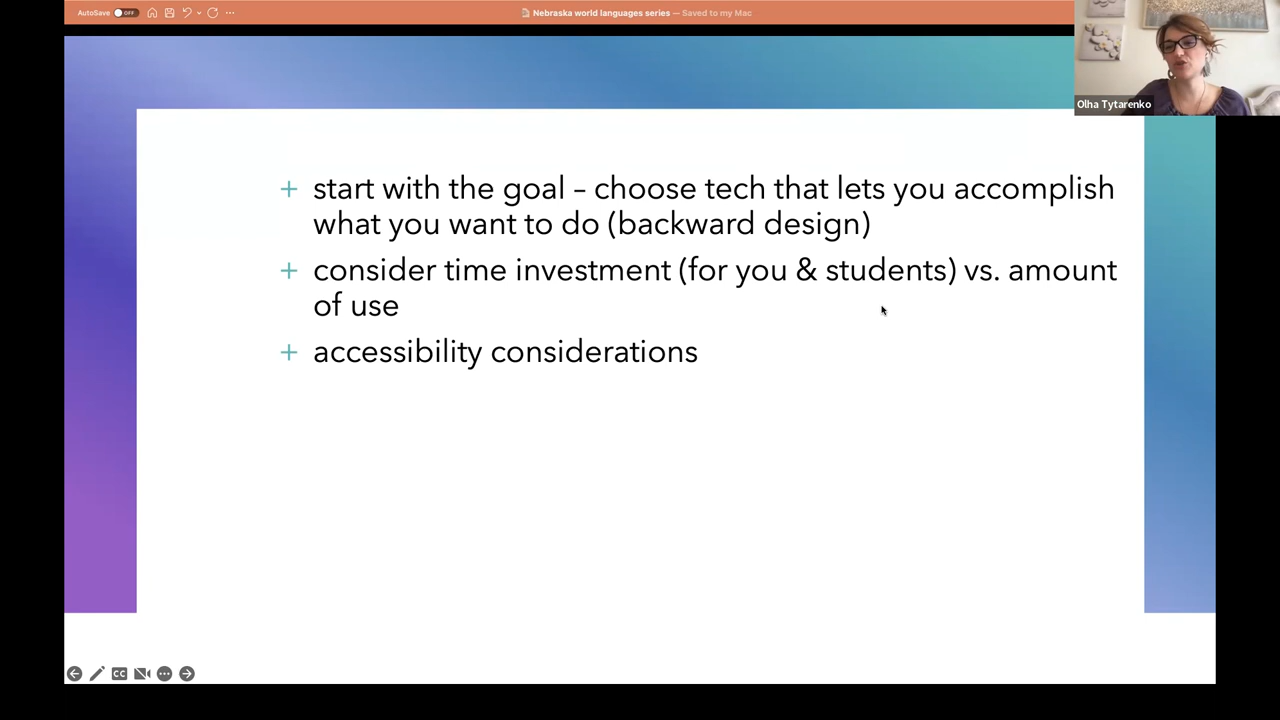 AutoSave OFF
Nebraska world languages series — Saved to my Mac
Olha Tytarenko
+ start with the goal – choose tech that lets you accomplish
what you want to do (backward design)
+ consider time investment (for you & students) vs. amount
of use
+ accessibility considerations
CC